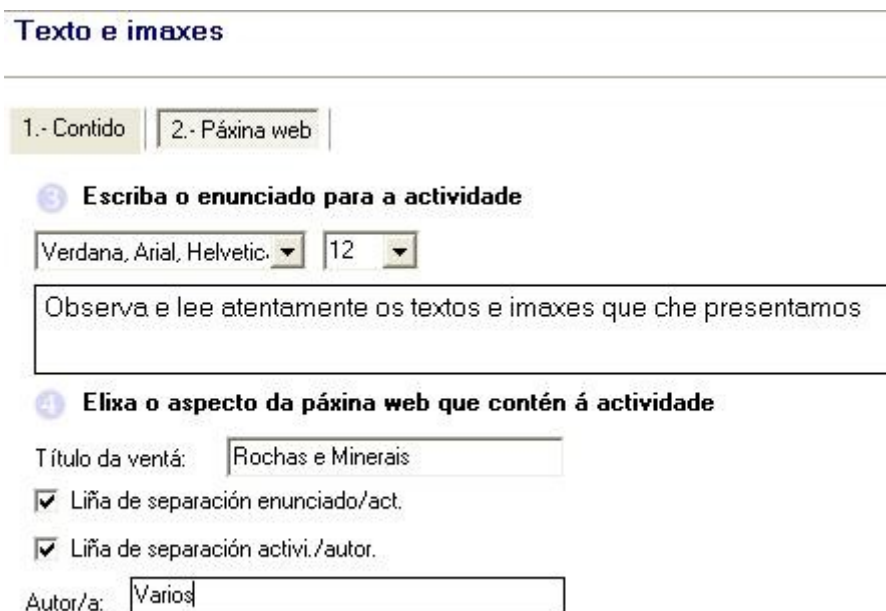 Texto e imaxes
1.- Contido 2.- Páxina web
3 Escriba o enunciado para a actividade
Verdana, Arial, Helvetic 12
Observa e lee atentamente os textos e imaxes que che presentamos
4 Elixa o aspecto da páxina web que contén á actividade
Título da ventá: Rochas e Minerais
Liña de separación enunciado/act.
Liña de separación activi./autor.
Autor/a: Varios